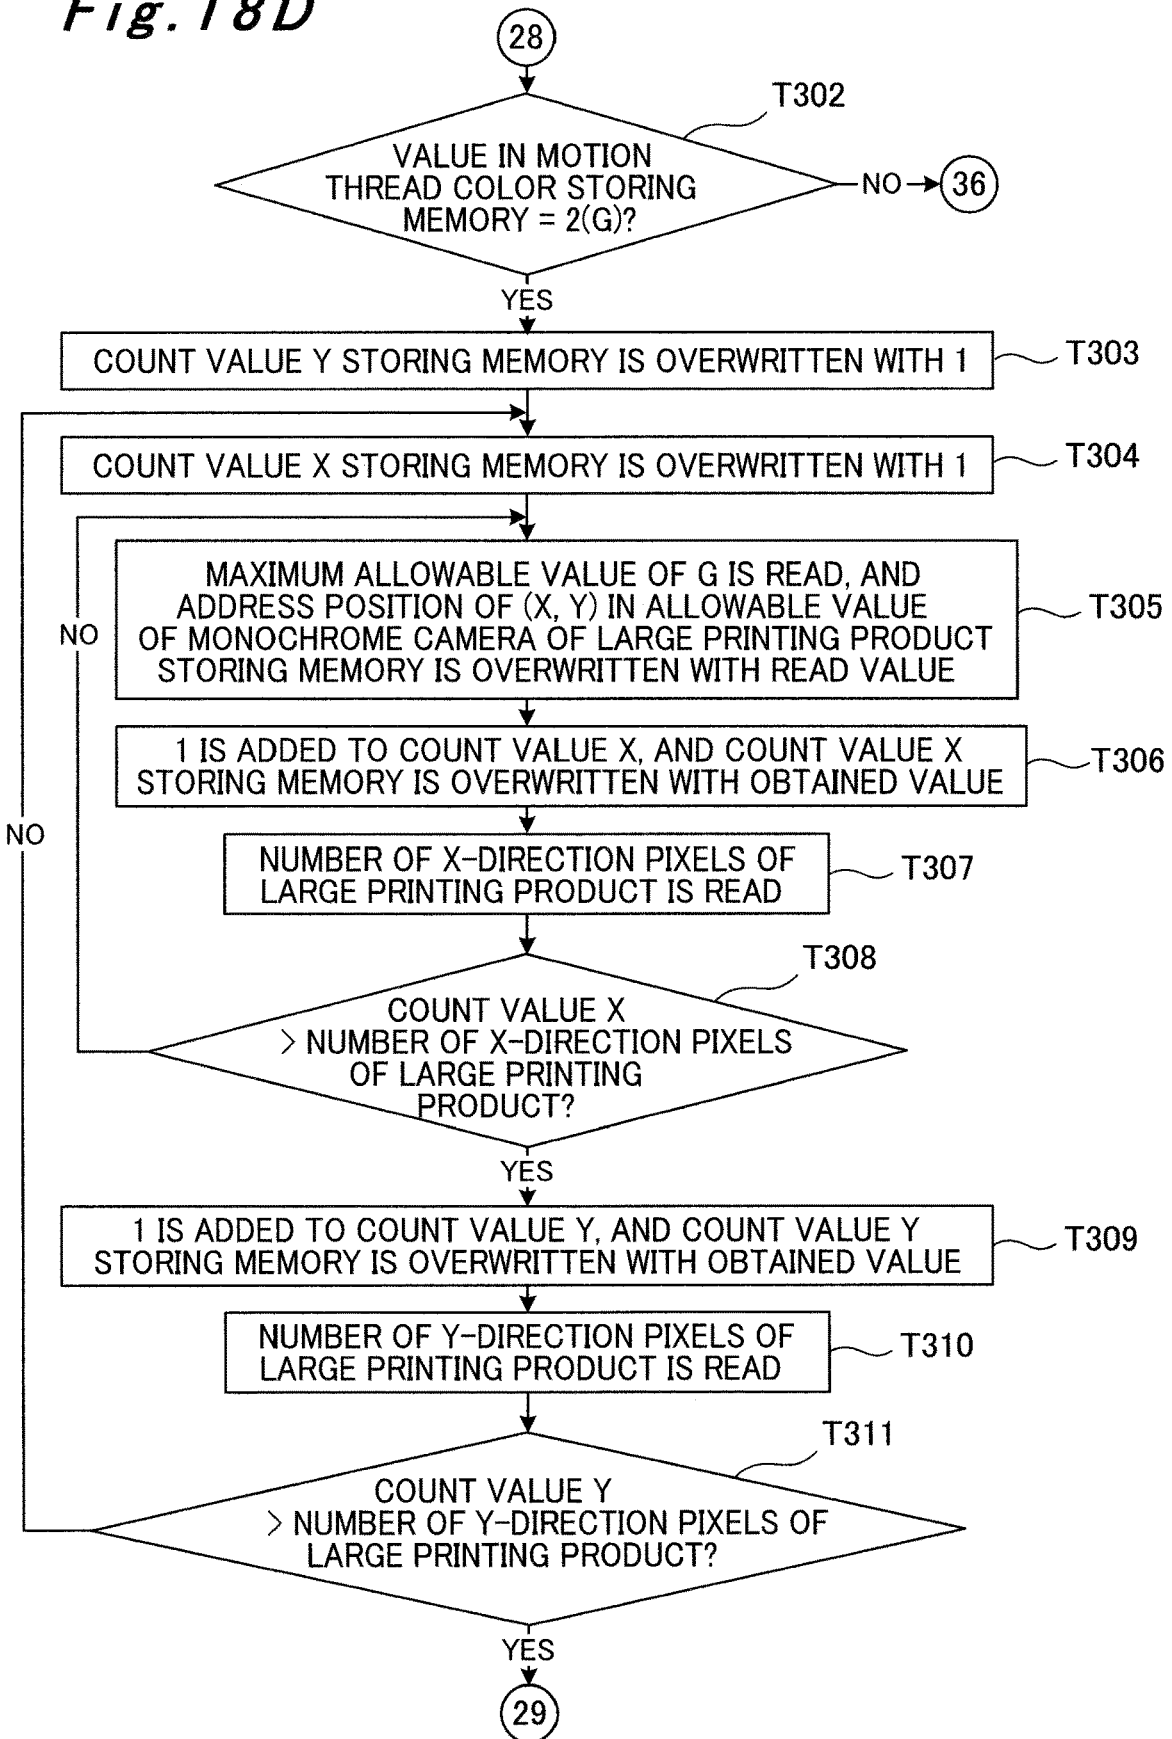 Fig.18D
28
T302
VALUE IN MOTION
THREAD COLOR STORING
MEMORY = 2(G)?
NO
36
YES
COUNT VALUE Y STORING MEMORY IS OVERWRITTEN WITH 1
T303
COUNT VALUE X STORING MEMORY IS OVERWRITTEN WITH 1
T304
MAXIMUM ALLOWABLE VALUE OF G IS READ, AND
ADDRESS POSITION OF (X, Y) IN ALLOWABLE VALUE
OF MONOCHROME CAMERA OF LARGE PRINTING PRODUCT
STORING MEMORY IS OVERWRITTEN WITH READ VALUE
T305
NO
1 IS ADDED TO COUNT VALUE X, AND COUNT VALUE X
STORING MEMORY IS OVERWRITTEN WITH OBTAINED VALUE
T306
NO
NUMBER OF X-DIRECTION PIXELS OF
LARGE PRINTING PRODUCT IS READ
T307
T308
COUNT VALUE X
> NUMBER OF X-DIRECTION PIXELS
OF LARGE PRINTING
PRODUCT?
YES
1 IS ADDED TO COUNT VALUE Y, AND COUNT VALUE Y
STORING MEMORY IS OVERWRITTEN WITH OBTAINED VALUE
T309
NUMBER OF Y-DIRECTION PIXELS OF
LARGE PRINTING PRODUCT IS READ
T310
T311
COUNT VALUE Y
> NUMBER OF Y-DIRECTION PIXELS OF
LARGE PRINTING PRODUCT?
YES
29